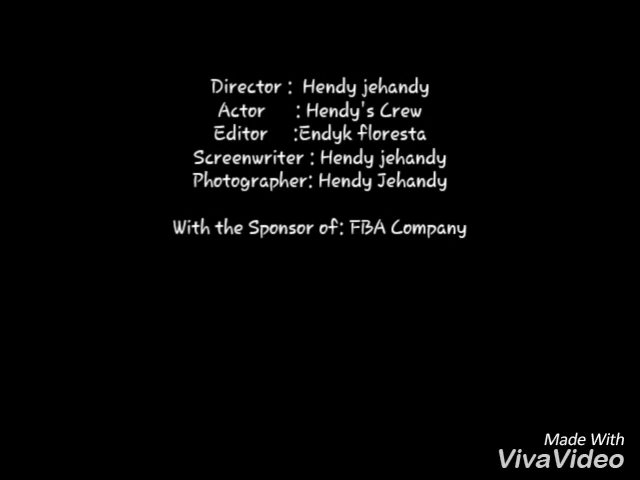 Director : Hendy jehandy
Actor : Hendy's Crew
Editor :Endyk floresta
Screenwriter : Hendy jehandy
Photographer: Hendy Jehandy
With the Sponsor of: FBA Company
Made With
VivaVideo